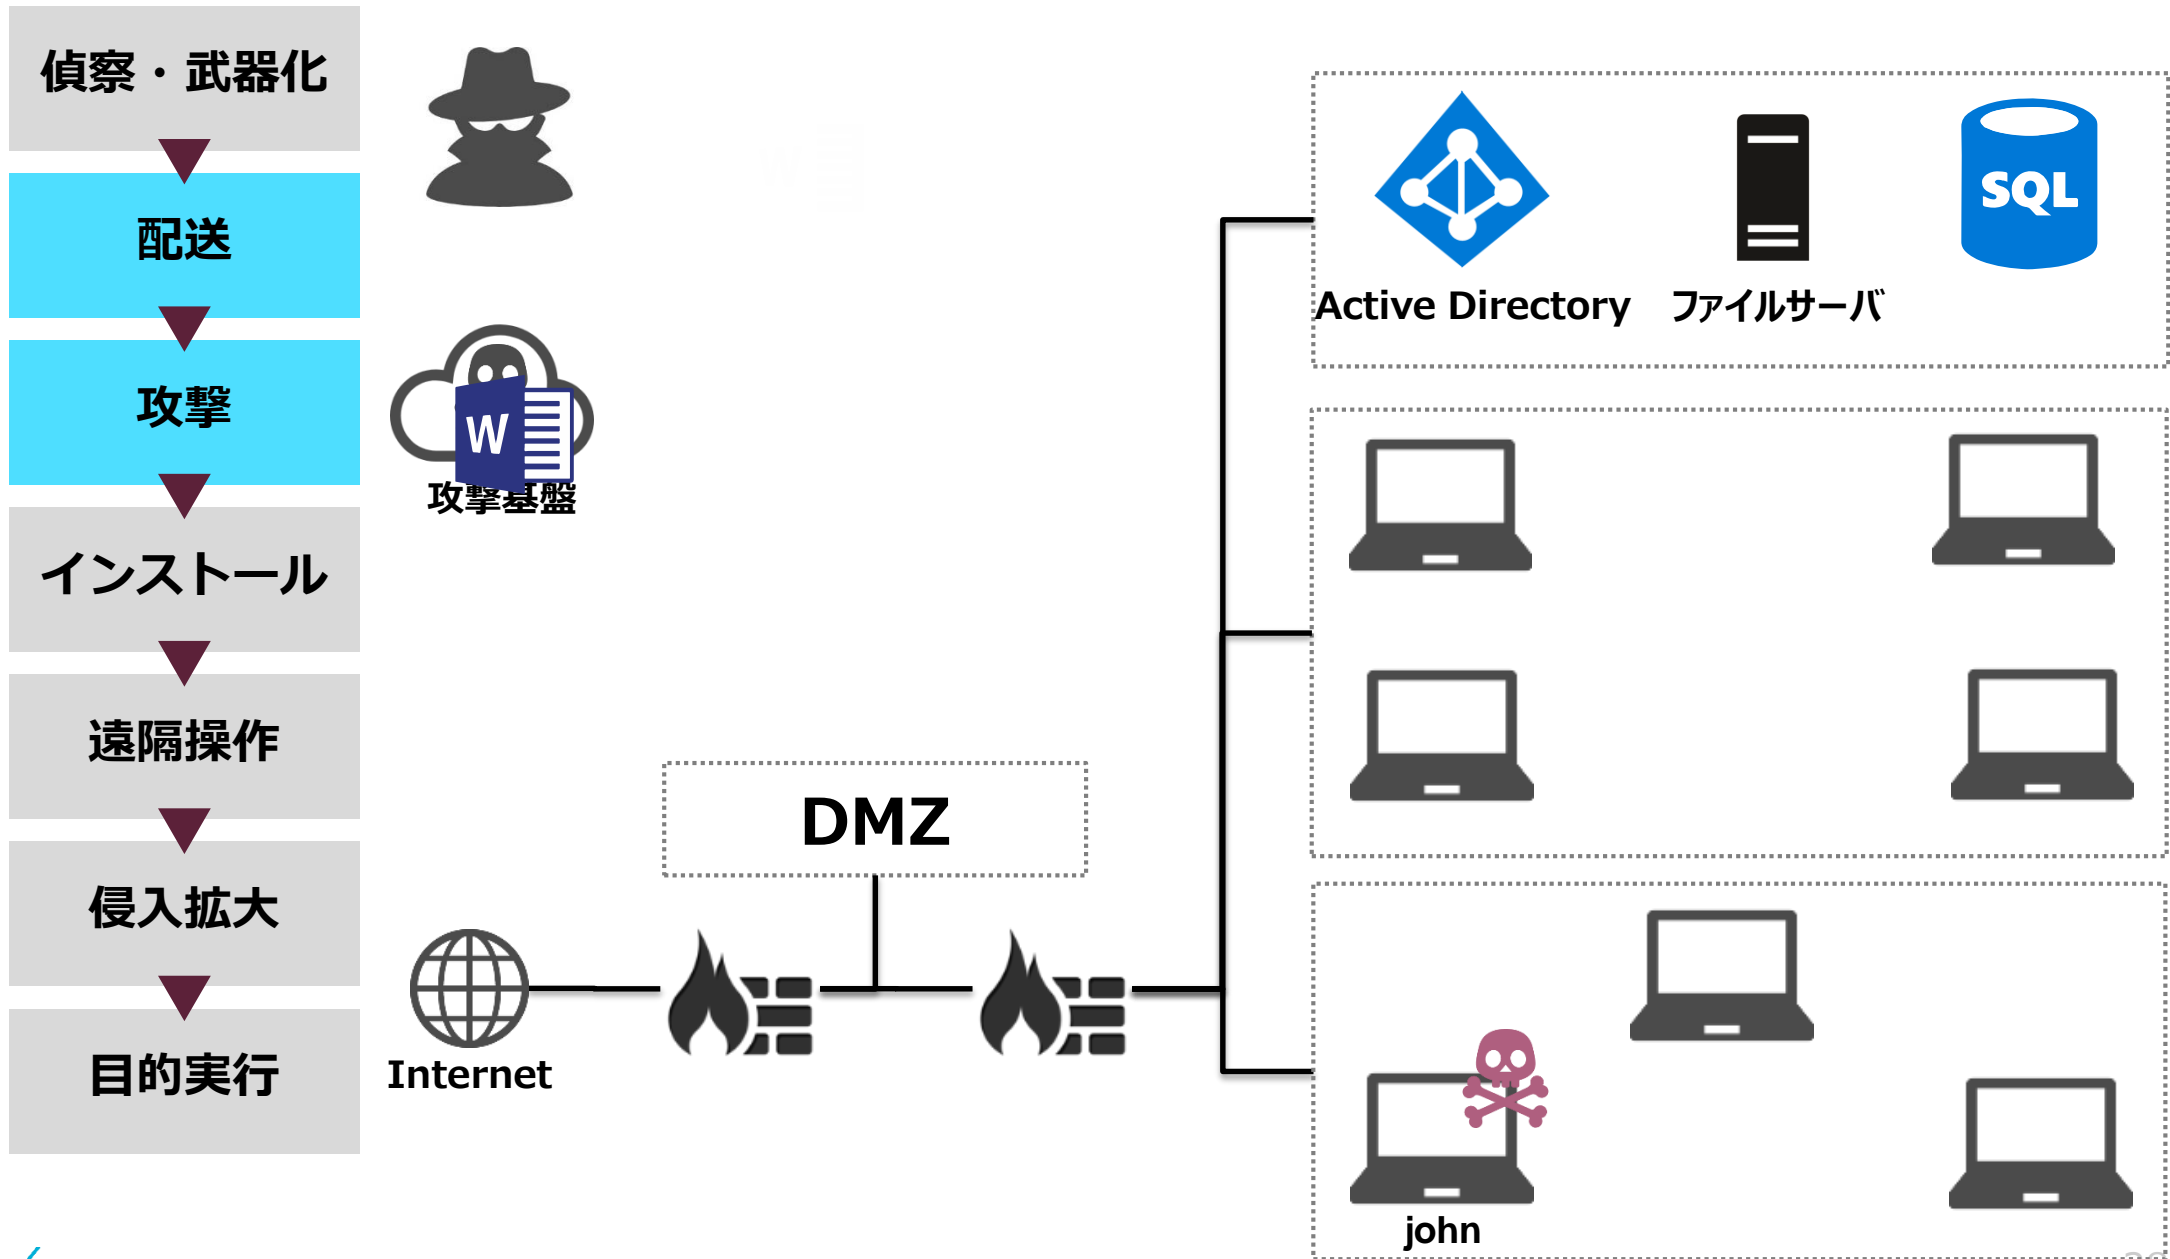 偵察・武器化
配送
攻撃
インストール
遠隔操作
侵入拡大
目的実行
W
攻撃基盤
Internet
DMZ
SQL
Active Directory
ファイルサーバ
john